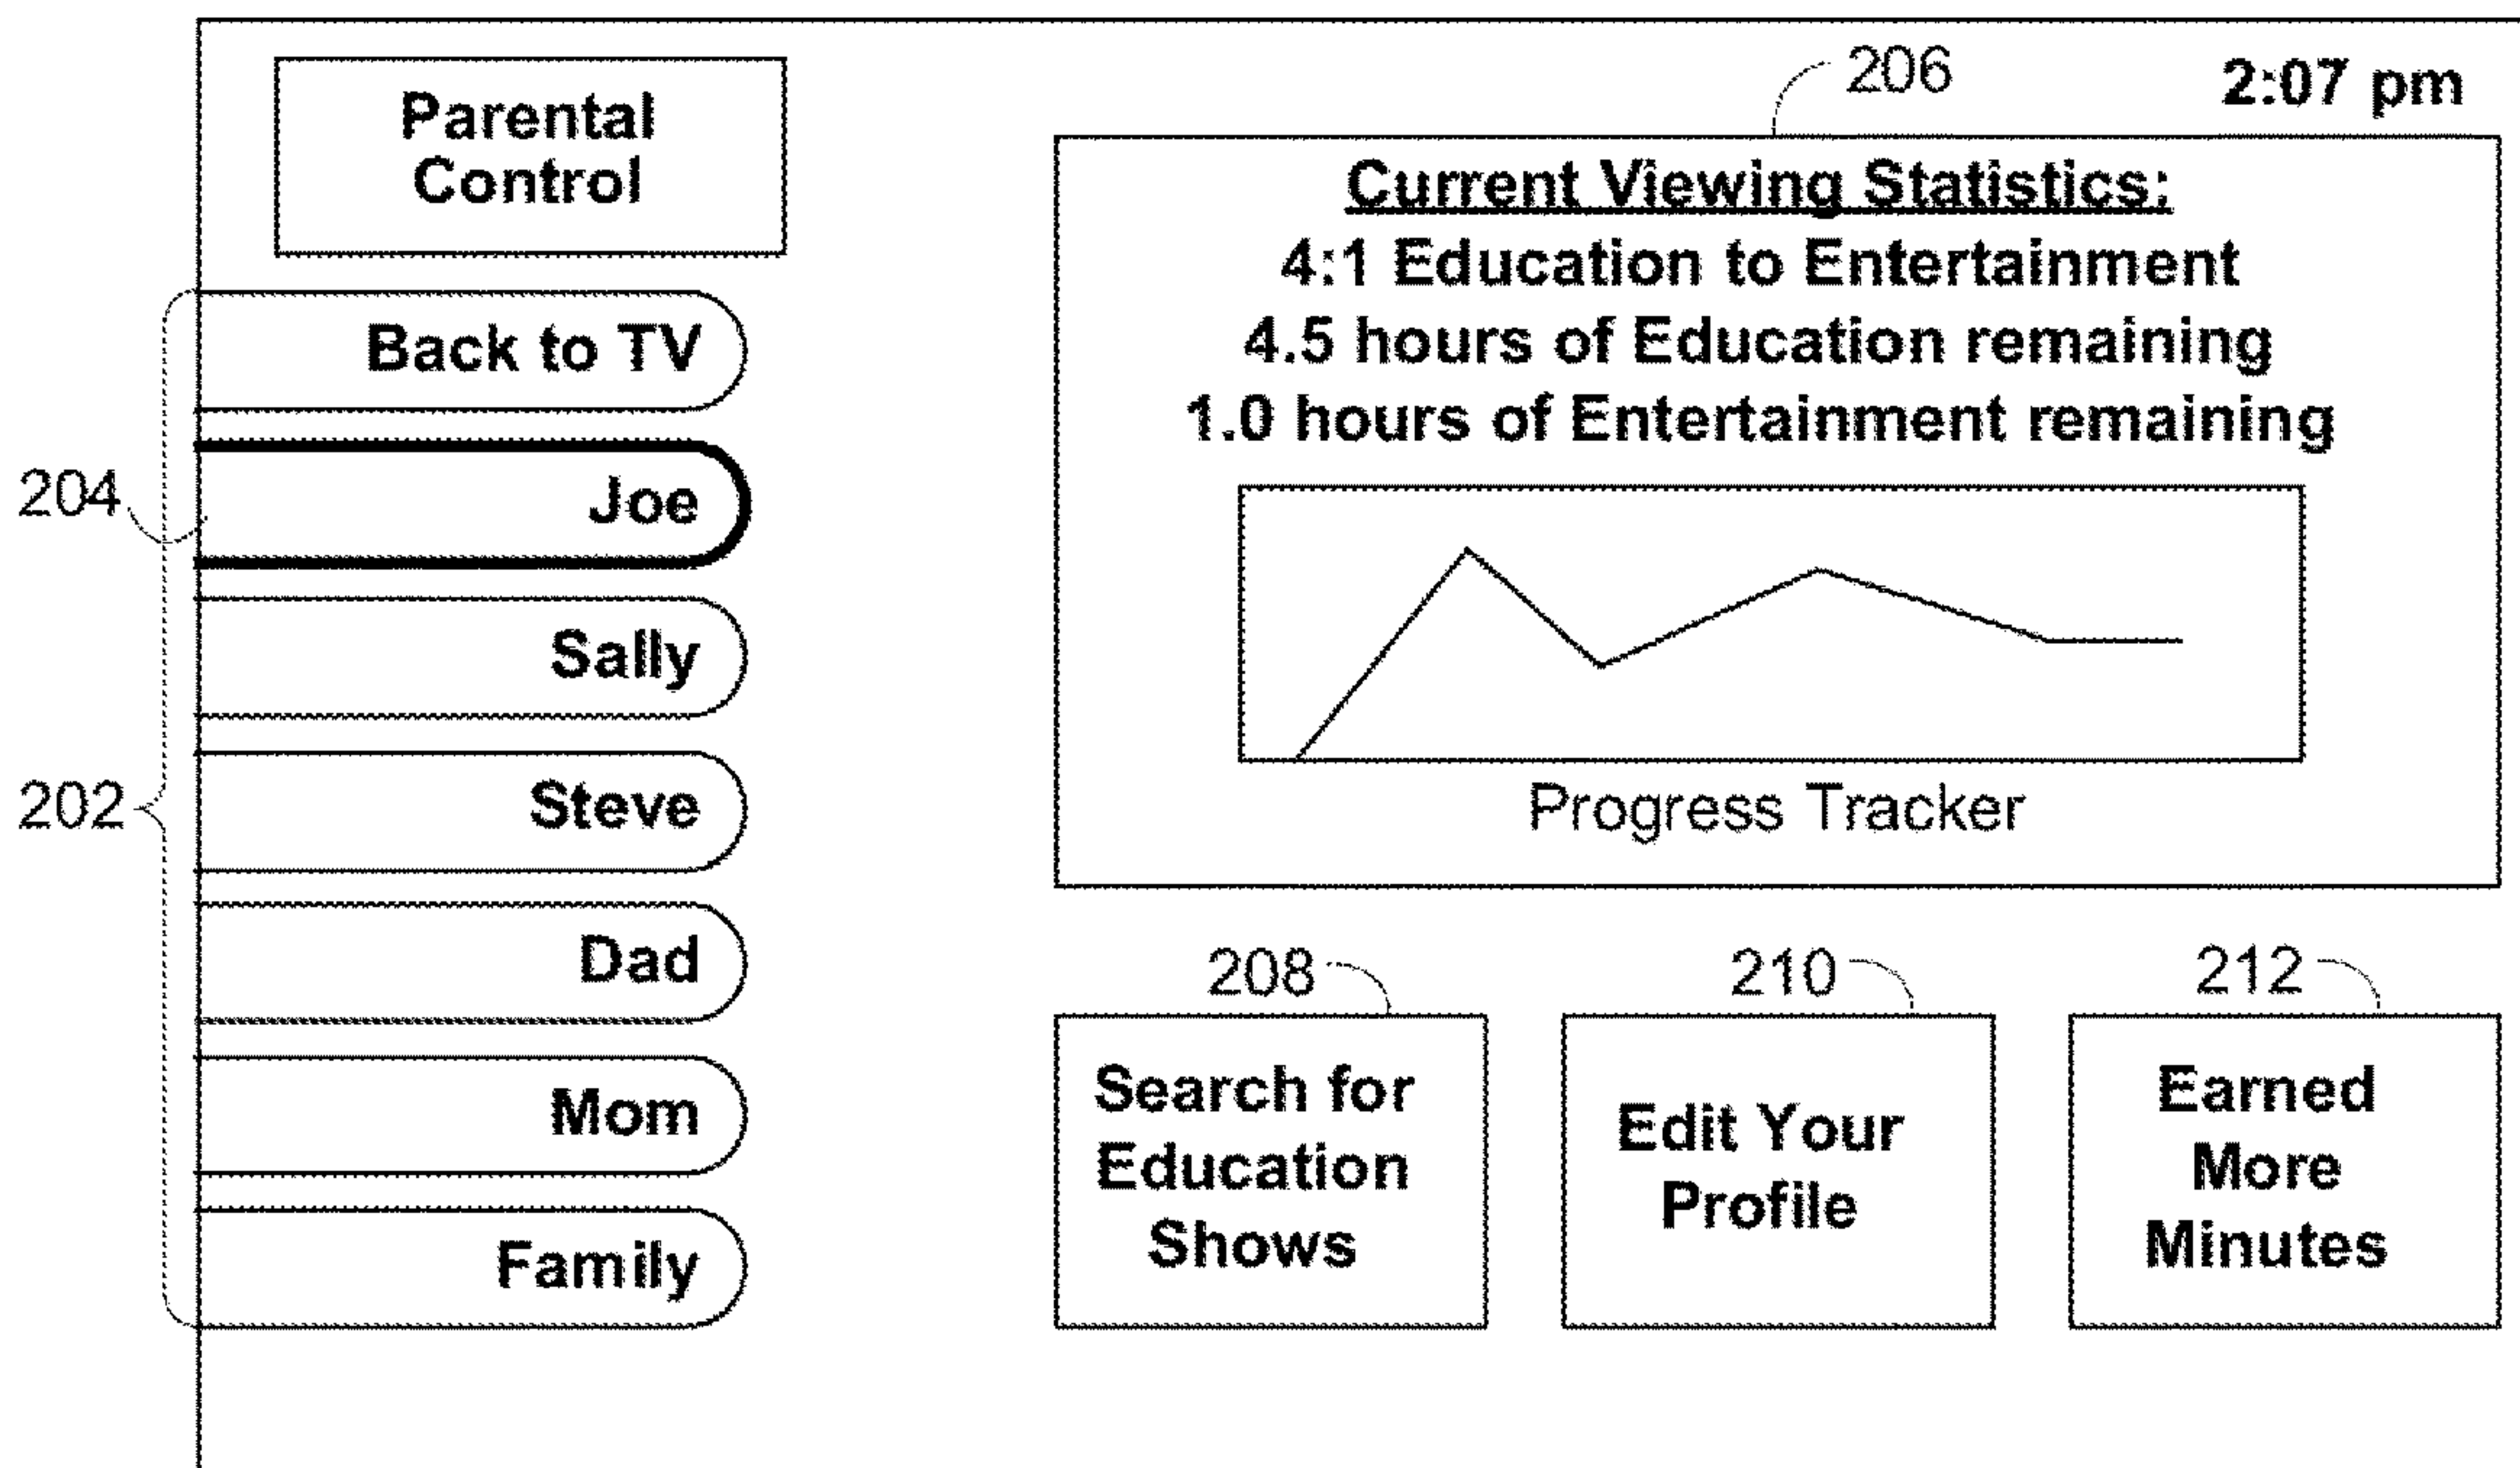 Parental
Control
Back to TV
204
Joe
Sally
202
Steve
Dad
Mom
Family
206
2:07 pm
Current Viewing Statistics:
4:1 Education to Entertainment
4.5 hours of Education remaining
1.0 hours of Entertainment remaining
Progress Tracker
208
Search for
Education
Shows
210
Edit Your
Profile
212
Earned
More
Minutes